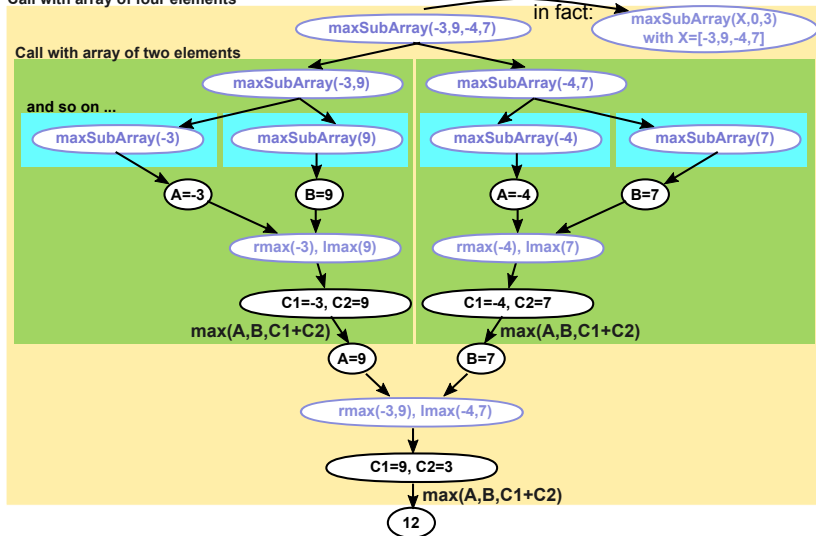 Call with array of four elements
in fact:
maxSubArray(-3,9,-4,7)
maxSubArray(X,0,3)
with X=[-3,9,-4,7]
Call with array of two elements
maxSubArray(-3,9)
maxSubArray(-4,7)
and so on ...
maxSubArray(-3)
maxSubArray(9)
maxSubArray(-4)
maxSubArray(7)
A=-3
B=9
A=-4
B=7
rmax(-3), lmax(9)
rmax(-4), lmax(7)
C1=-3, C2=9
C1=-4, C2=7
max(A,B,C1+C2)
max(A,B,C1+C2)
A=9
B=7
rmax(-3,9), lmax(-4,7)
C1=9, C2=3
max(A,B,C1+C2)
12